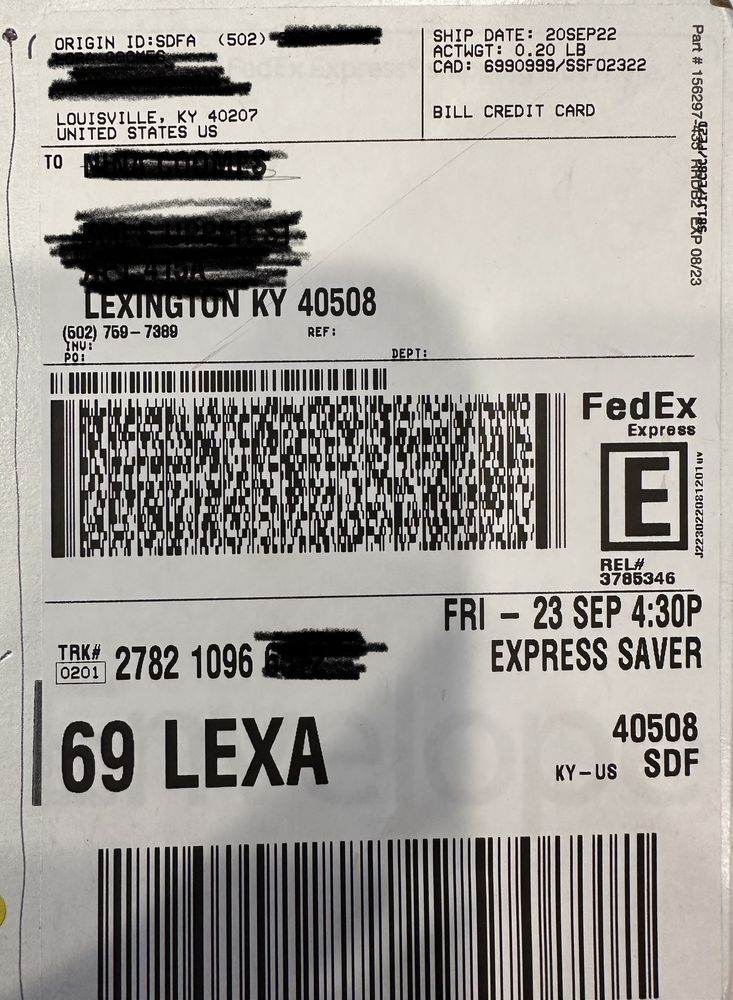 ORIGIN ID:SDFA (502)
LOUISVILLE, KY 40207
UNITED STATES US
SHIP DATE: 20SEP22
ACTWGT: 0.20 LB
CAD: 6990999/SSF02322
BILL CREDIT CARD
TO
LEXINGTON KY 40508
(502) 759-7389
REF:
INV:
PO:
DEPT:
FedEx
Express
E
REL#
3785346
FRI - 23 SEP 4:30P
EXPRESS SAVER
TRK# 2782 1096
0201
69 LEXA
40508
KY-US SDF